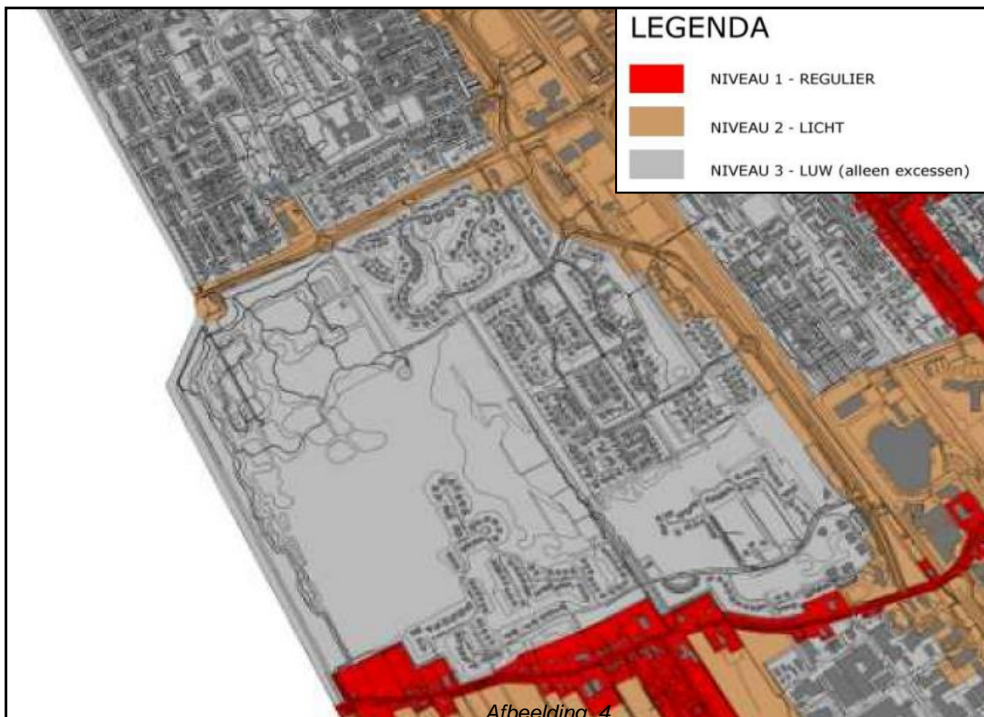 LEGENDA
NIVEAU 1 - REGULIER
NIVEAU 2 - LICHT
NIVEAU 3 - LUW (alleen excessen)
Afbeelding 4